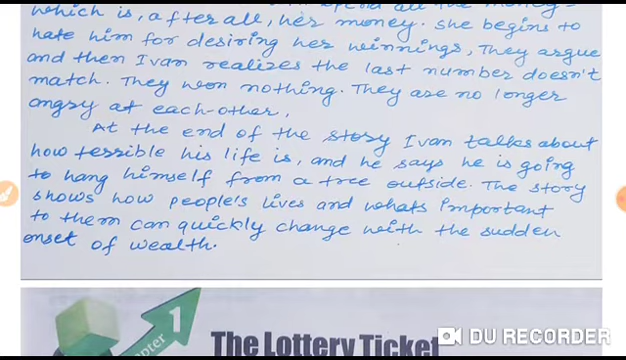 which is, after all, her money. She begins to
hate him for desiring her winnings, They argue
and then Ivan realizes the last number doesn't
match. They won nothing. They are no longer
angry at each-other,
At the end of the story Ivan talks about
how terrible his life is, and he says he is going
to hang himself from a tree outside. The story
shows how people's lives and whats important
to them can quickly change with the sudden
onset of wealth.
Chapter 1
The Lottery Ticket
DU RECORDER